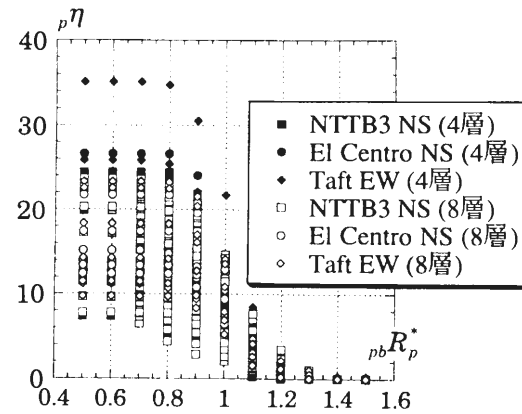 pη
40
30
20
10
0
■ NTTB3 NS (4層)
● El Centro NS (4層)
◆ Taft EW (4層)
□ NTTB3 NS (8層)
○ El Centro NS (8層)
◇ Taft EW (8層)
pbRp*
0.4 0.6 0.8 1 1.2 1.4 1.6